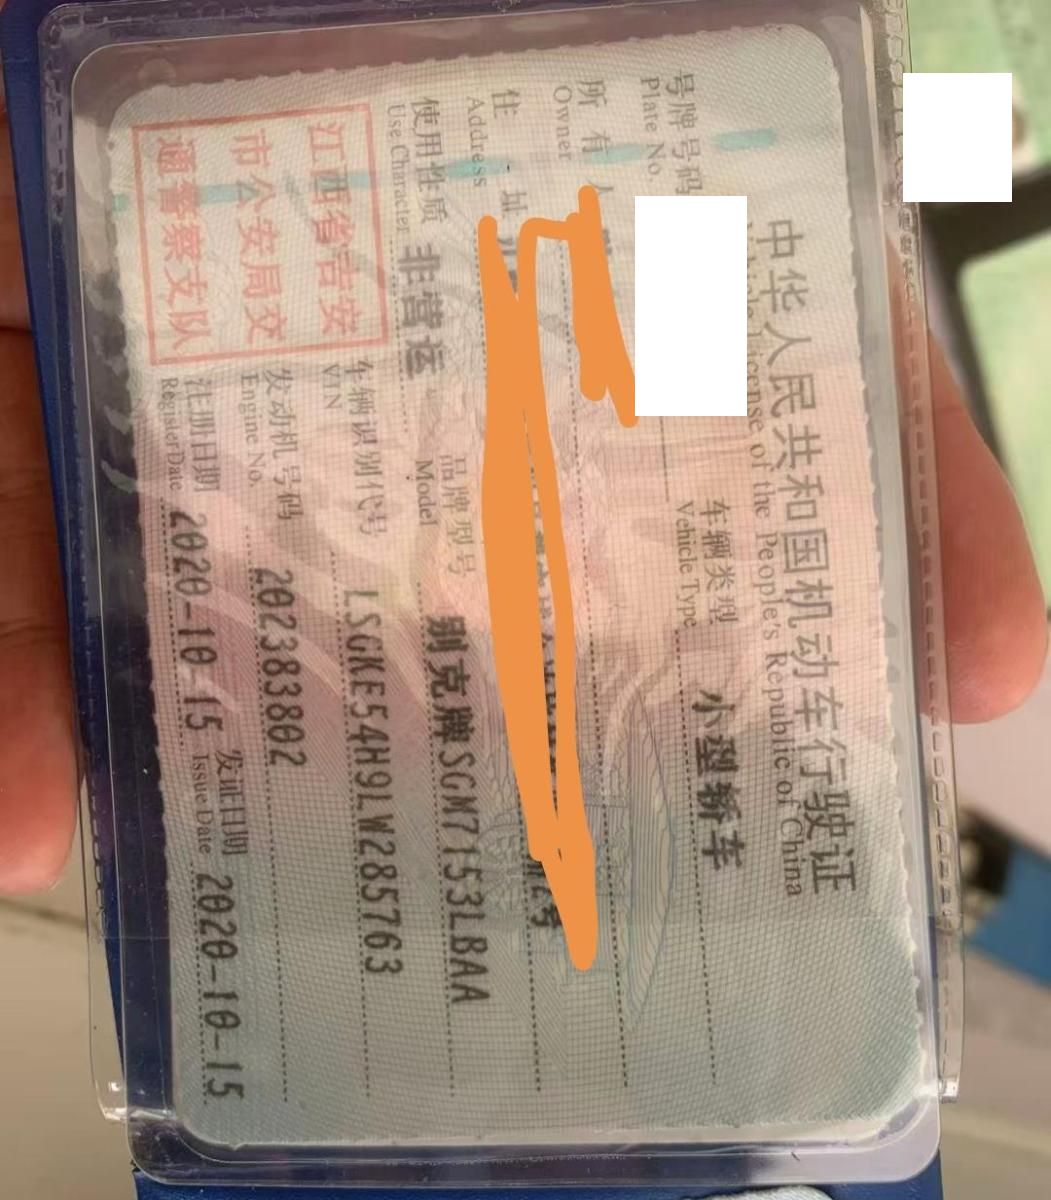 中华人民共和国机动车行驶证
Vehicle License of the People's Republic of China
号牌号码
Plate No.
车辆类型 小型轿车
Vehicle Type
所有人
Owner
住址
Address
号
使用性质 非营运
Use Character
品牌型号 别克牌SGM7153LBAA
Model
车辆识别代号 LSGKE54H9LW285763
VIN
发动机号码 202383802
Engine No.
注册日期 2020-10-15 发证日期 2020-10-15
Register Date Issue Date
江西省吉安
市公安局交
通警察支队